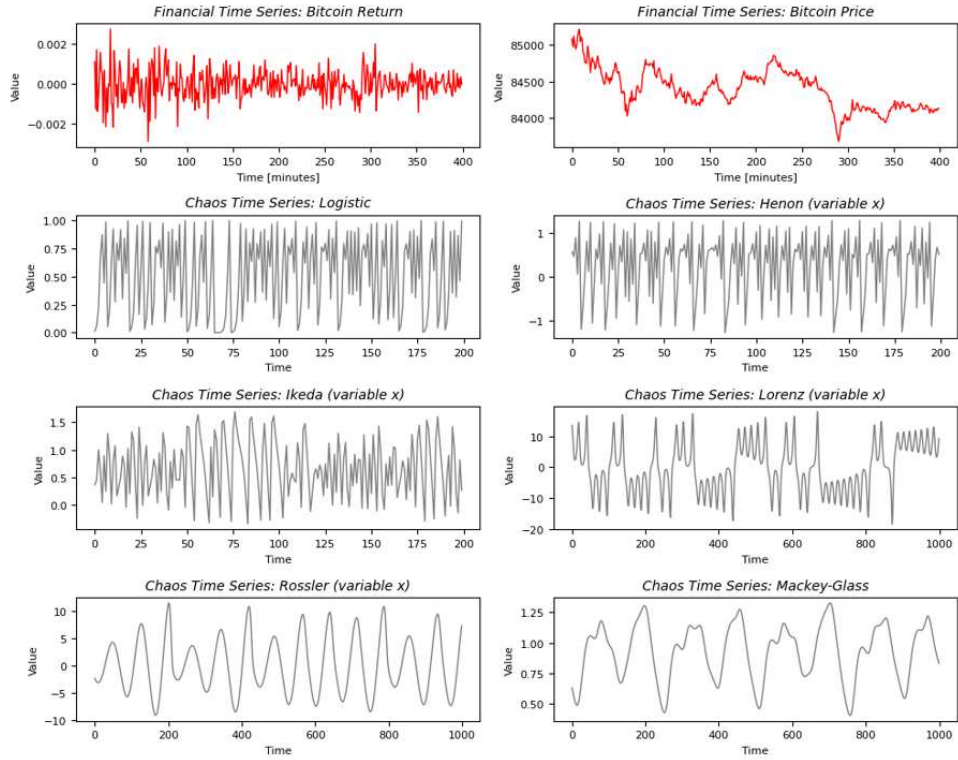 Financial Time Series: Bitcoin Return
Value
0.002
0.000
−0.002
0 50 100 150 200 250 300 350 400
Time [minutes]
Financial Time Series: Bitcoin Price
Value
85000
84500
84000
0 50 100 150 200 250 300 350 400
Time [minutes]
Chaos Time Series: Logistic
Value
1.00
0.75
0.50
0.25
0.00
0 25 50 75 100 125 150 175 200
Time
Chaos Time Series: Henon (variable x)
Value
1
0
−1
0 25 50 75 100 125 150 175 200
Time
Chaos Time Series: Ikeda (variable x)
Value
1.5
1.0
0.5
0.0
0 25 50 75 100 125 150 175 200
Time
Chaos Time Series: Lorenz (variable x)
Value
10
0
−10
−20
0 200 400 600 800 1000
Time
Chaos Time Series: Rossler (variable x)
Value
10
5
0
−5
−10
0 200 400 600 800 1000
Time
Chaos Time Series: Mackey-Glass
Value
1.25
1.00
0.75
0.50
0 200 400 600 800 1000
Time